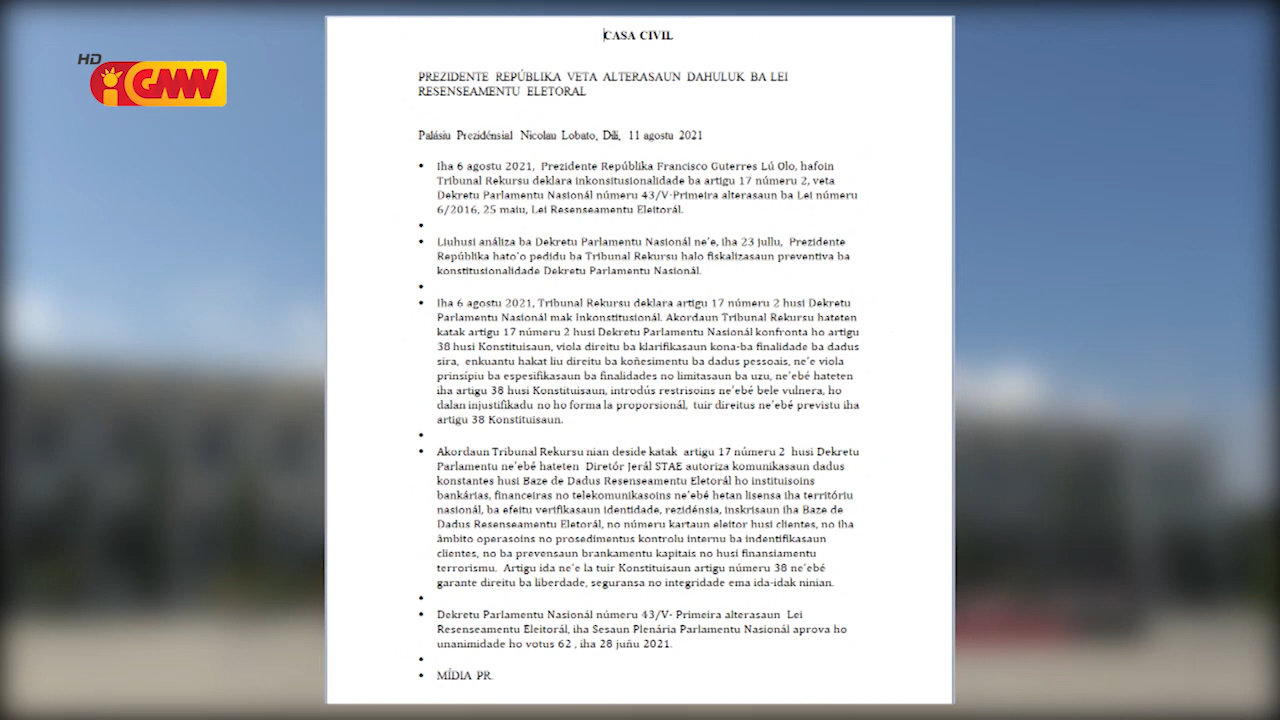 HD
GMN
CASA CIVIL
PREZIDENTE REPÚBLIKA VETA ALTERASAUN DAHULUK BA LEI
RESENSEAMENTU ELETORAL
Palásiu Prezidénsial Nicolau Lobato, Dili, 11 agostu 2021
• Iha 6 agostu 2021, Prezidente Repúblika Francisco Guterres Lú Olo, hafoin
Tribunal Rekursu deklara inkonsitusionalidade ba artigu 17 númeru 2, veta
Dekretu Parlamentu Nasionál númeru 43/V-Primeira alterasaun ba Lei númeru
6/2016, 25 maiu, Lei Resenseamentu Eleitorál.
•
• Liuhusi análiza ba Dekretu Parlamentu Nasionál ne'e, iha 23 jullu, Prezidente
Repúblika hato'o pedidu ba Tribunal Rekursu halo fiskalizasaun preventiva ba
konstitusionalidade Dekretu Parlamentu Nasionál.
•
• Iha 6 agostu 2021, Tribunal Rekursu deklara artigu 17 númeru 2 husi Dekretu
Parlamentu Nasionál mak Inkonstitusionál. Akordaun Tribunal Rekursu hateten
katak artigu 17 númeru 2 husi Dekretu Parlamentu Nasionál konfronta ho artigu
38 husi Konstituisaun, viola direitu ba klarifikasaun kona-ba finalidade ba dadus
sira, enkuantu hakat liu direitu ba koñesimentu ba dadus pessoais, ne'e viola
prinsípiu ba espesifikasaun ba finalidades no limitasaun ba uzu, ne'ebé hateten
iha artigu 38 husi Konstituisaun, introdús restrisoins ne'ebé bele vulnera, ho
dalan injustifikadu no ho forma la proporsionál, tuir direitus ne'ebé previstu iha
artigu 38 Konstituisaun.
•
• Akordaun Tribunal Rekursu nian deside katak artigu 17 númeru 2 husi Dekretu
Parlamentu ne'ebé hateten Diretór Jerál STAE autoriza komunikasaun dadus
konstantes husi Baze de Dadus Resenseamentu Eletorál ho instituisoins
bankárias, financeiras no telekomunikasoins ne'ebé hetan lisensa iha territóriu
nasionál, ba efeitu verifikasaun identidade, rezidénsia, inskrisaun iha Baze de
Dadus Resenseamentu Eletorál, no númeru kartaun eleitor husi clientes, no iha
âmbito operasoins no prosedimentus kontrolu internu ba indentifikasaun
clientes, no ba prevensaun brankamentu kapitais no husi finansiamentu
terrorismu. Artigu ida ne'e la tuir Konstituisaun artigu númeru 38 ne'ebé
garante direitu ba liberdade, seguransa no integridade ema ida-idak ninian.
•
• Dekretu Parlamentu Nasionál númeru 43/V- Primeira alterasaun Lei
Resenseamentu Eleitorál, iha Sesaun Plenária Parlamentu Nasionál aprova ho
unanimidade ho votus 62 , iha 28 juñu 2021.
•
• MÍDIA PR.